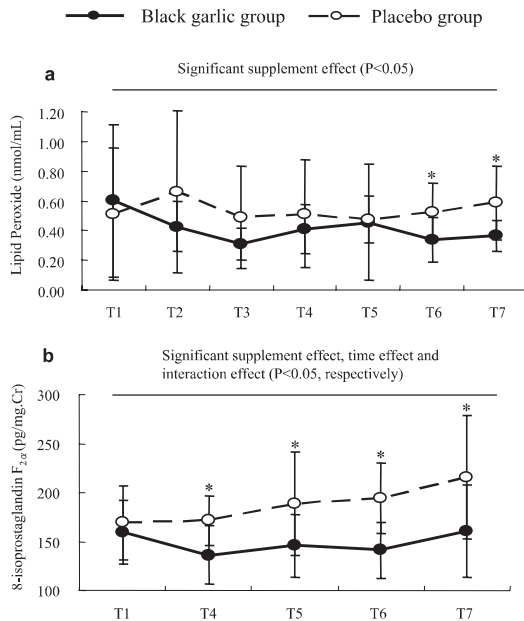 Black garlic group Placebo group
a
Significant supplement effect (P<0.05)
Lipid Peroxide (nmol/mL)
1.20
1.00
0.80
0.60
0.40
0.20
0.00
* *
T1 T2 T3 T4 T5 T6 T7
b
Significant supplement effect, time effect and
interaction effect (P<0.05, respectively)
8-isoprostaglandin F2α (pg/mg.Cr)
300
250
200
150
100
* * * *
T1 T4 T5 T6 T7